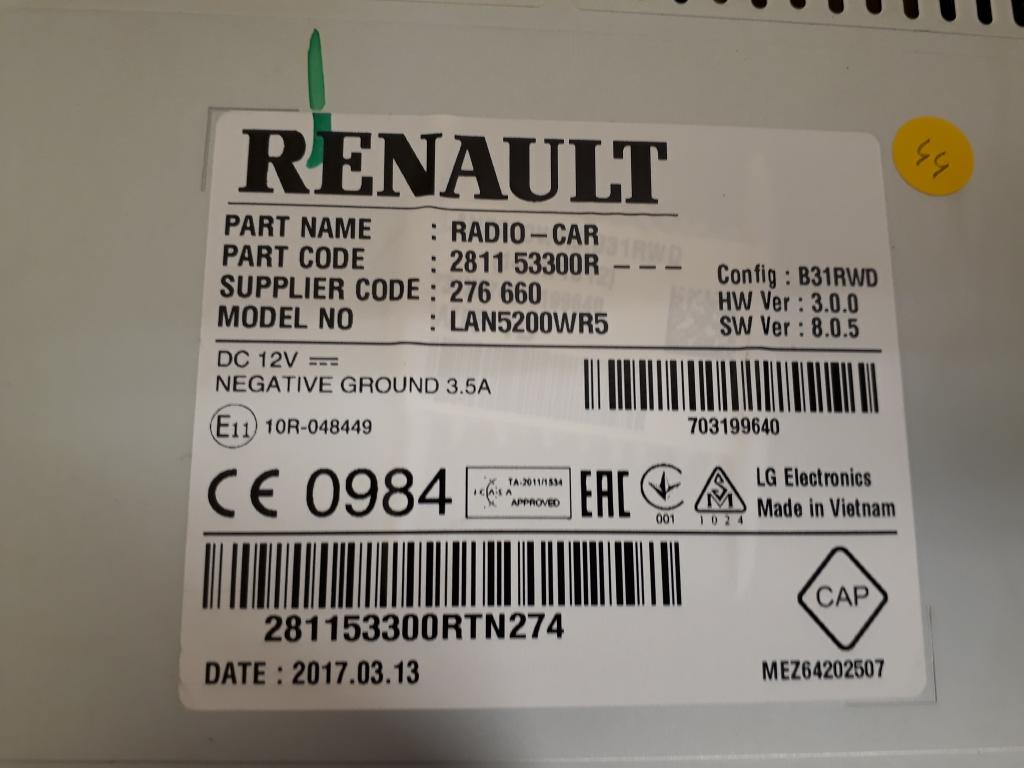 RENAULT
PART NAME : RADIO-CAR
PART CODE : 2811 53300R ---
SUPPLIER CODE : 276 660
MODEL NO : LAN5200WR5
Config : B31RWD
HW Ver : 3.0.0
SW Ver : 8.0.5
DC 12V
NEGATIVE GROUND 3.5A
703199640
E11 10R-048449
CE 0984
TA-2011/1534
ICASA
APPROVED
EAC
001
SM
1024
LG Electronics
Made in Vietnam
281153300RTN274
CAP
DATE : 2017.03.13
MEZ64202507